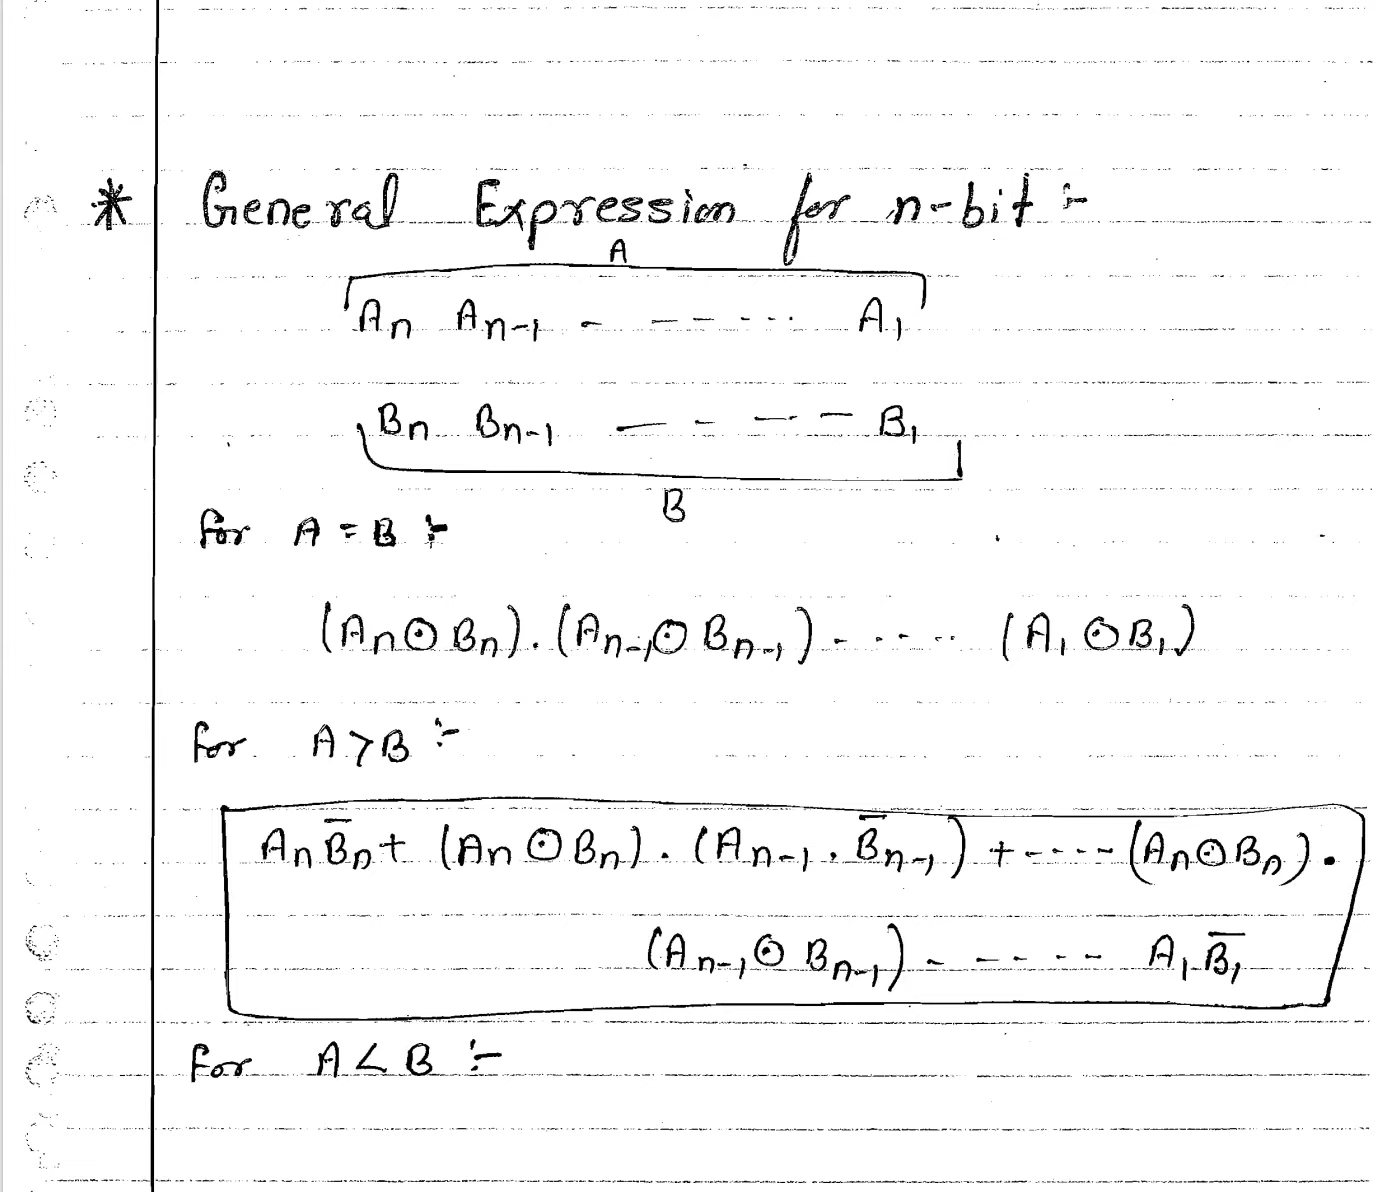 * General Expression for n-bit :-
A
An An-1 - - - - - - - A1
Bn Bn-1 - - - - - B1
B
for A = B :-
(An ⊙ Bn). (An-1 ⊙ Bn-1) - - - - - (A1 ⊙ B1)
for A > B :-
An B̅n + (An ⊙ Bn) . (An-1 . B̅n-1) + - - - - (An ⊙ Bn) .
(An-1 ⊙ Bn-1) - - - - - - A1 B̅1
for A < B :-